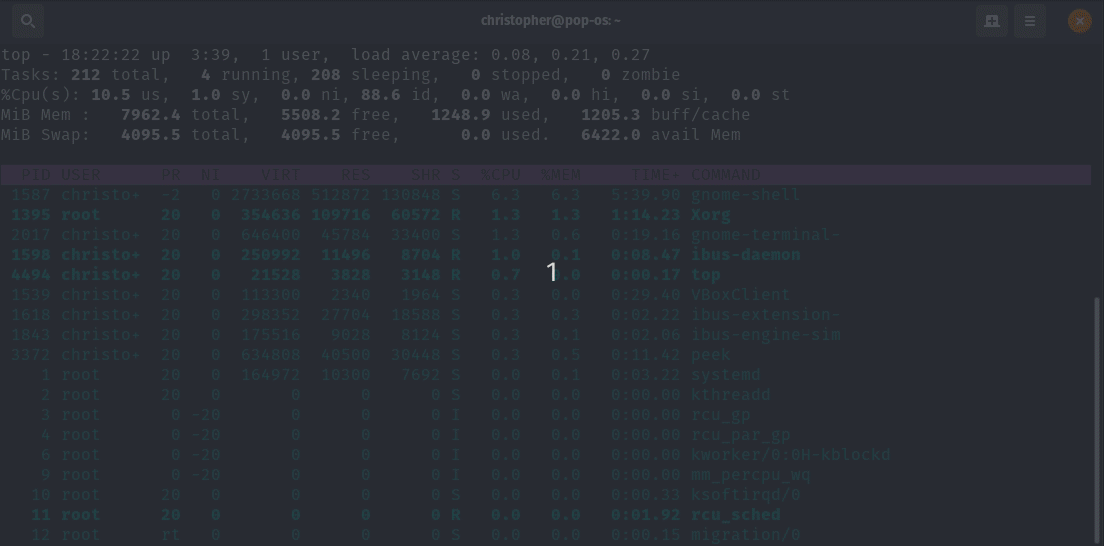 christopher@pop-os: ~
top - 18:22:22 up  3:39,  1 user,  load average: 0.08, 0.21, 0.27
Tasks: 212 total,   4 running, 208 sleeping,   0 stopped,   0 zombie
%Cpu(s): 10.5 us,  1.0 sy,  0.0 ni, 88.6 id,  0.0 wa,  0.0 hi,  0.0 si,  0.0 st
MiB Mem :   7962.4 total,   5508.2 free,   1248.9 used,   1205.3 buff/cache
MiB Swap:   4095.5 total,   4095.5 free,      0.0 used.   6422.0 avail Mem
PID USER PR NI VIRT RES SHR S %CPU %MEM TIME+ COMMAND
1587 christo+ -2 0 2733668 512872 130848 S 6.3 6.3 5:39.90 gnome-shell
1395 root 20 0 354636 109716 60572 R 1.3 1.3 1:14.23 Xorg
2017 christo+ 20 0 646400 45784 33400 S 1.3 0.6 0:19.16 gnome-terminal-
1598 christo+ 20 0 250992 11496 8704 R 1.0 0.1 0:08.47 ibus-daemon
4494 christo+ 20 0 21528 3828 3148 R 0.7 .0 0:00.17 top
1
1539 christo+ 20 0 113300 2340 1964 S 0.3 0.0 0:29.40 VBoxClient
1618 christo+ 20 0 298352 27704 18588 S 0.3 0.3 0:02.22 ibus-extension-
1843 christo+ 20 0 175516 9028 8124 S 0.3 0.1 0:02.06 ibus-engine-sim
3372 christo+ 20 0 634808 40500 30448 S 0.3 0.5 0:11.42 peek
1 root 20 0 164972 10300 7692 S 0.0 0.1 0:03.22 systemd
2 root 20 0 0 0 0 S 0.0 0.0 0:00.00 kthreadd
3 root 0 -20 0 0 0 I 0.0 0.0 0:00.00 rcu_gp
4 root 0 -20 0 0 0 I 0.0 0.0 0:00.00 rcu_par_gp
6 root 0 -20 0 0 0 I 0.0 0.0 0:00.00 kworker/0:0H-kblockd
9 root 0 -20 0 0 0 I 0.0 0.0 0:00.00 mm_percpu_wq
10 root 20 0 0 0 0 S 0.0 0.0 0:00.33 ksoftirqd/0
11 root 20 0 0 0 0 R 0.0 0.0 0:01.92 rcu_sched
12 root rt 0 0 0 0 S 0.0 0.0 0:00.15 migration/0